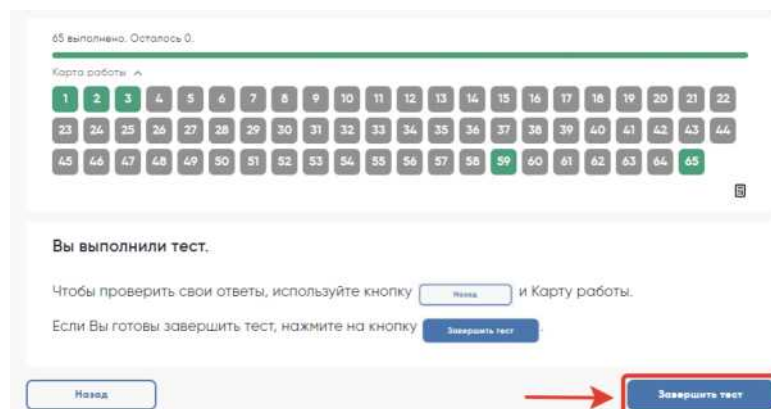 65 выполнено. Осталось 0.
Карта работы
1 2 3 4 5 6 7 8 9 10 11 12 13 14 15 16 17 18 19 20 21 22
23 24 25 26 27 28 29 30 31 32 33 34 35 36 37 38 39 40 41 42 43 44
45 46 47 48 49 50 51 52 53 54 55 56 57 58 59 60 61 62 63 64 65
Вы выполнили тест.
Чтобы проверить свои ответы, используйте кнопку Назад и Карту работы.
Если Вы готовы завершить тест, нажмите на кнопку Завершить тест.
Назад Завершить тест